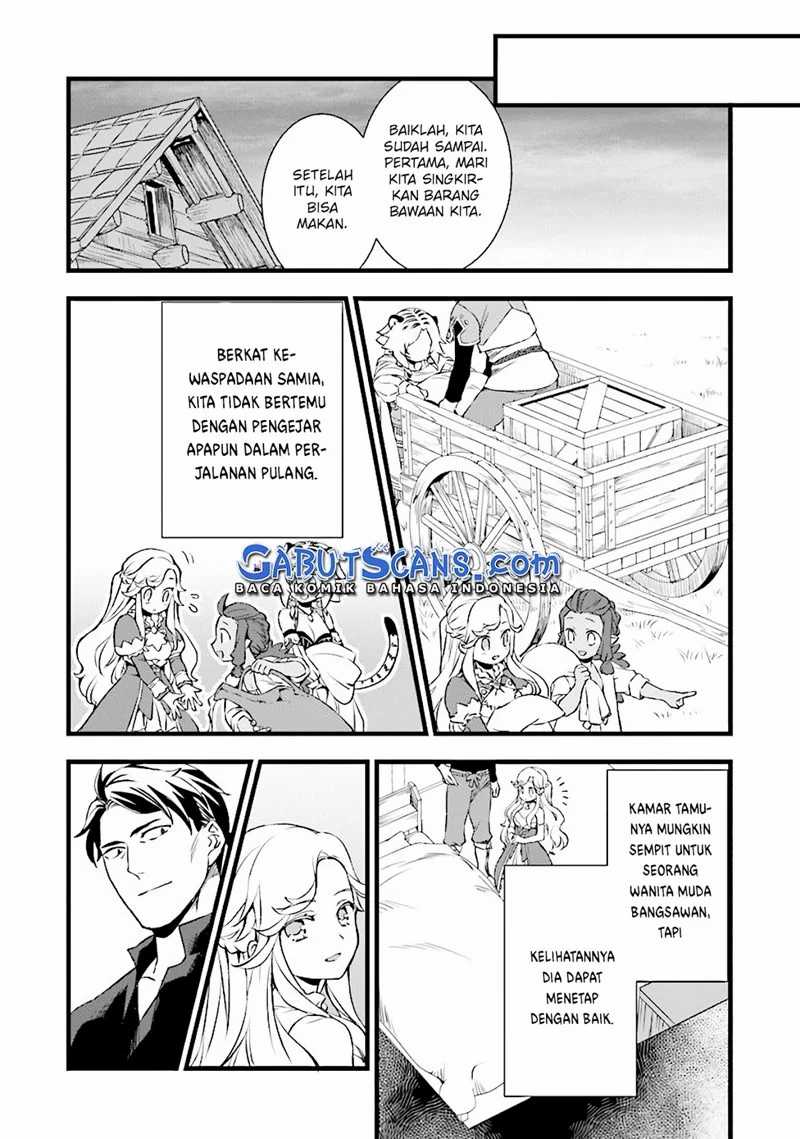 BAIKLAH, KITA
SUDAH SAMPAI.
PERTAMA, MARI
KITA SINGKIR-
KAN BARANG
BAWAAN KITA.
SETELAH
ITU, KITA
BISA
MAKAN.
BERKAT KE-
WASPADAAN SAMIA,
KITA TIDAK BERTEMU
DENGAN PENGEJAR
APAPUN DALAM PER-
JALANAN PULANG.
GABUTSCANS.COM
BACA KOMIK BAHASA INDONESIA
KAMAR TAMU-
NYA MUNGKIN
SEMPIT UNTUK
SEORANG
WANITA MUDA
BANGSAWAN,
TAPI
KELIHATANNYA
DIA DAPAT
MENETAP
DENGAN BAIK.